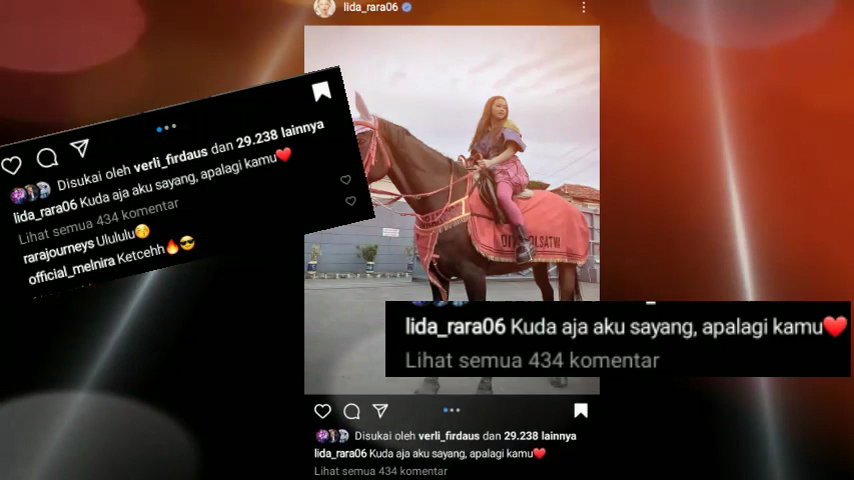 lida_rara06
Disukai oleh verli_firdaus dan 29.238 lainnya
lida_rara06 Kuda aja aku sayang, apalagi kamu❤️
Lihat semua 434 komentar
rarajourneys Ulululu😚
official_melnira Ketcehh🔥😎
lida_rara06 Kuda aja aku sayang, apalagi kamu❤️
Lihat semua 434 komentar
Disukai oleh verli_firdaus dan 29.238 lainnya
lida_rara06 Kuda aja aku sayang, apalagi kamu❤️
Lihat semua 434 komentar